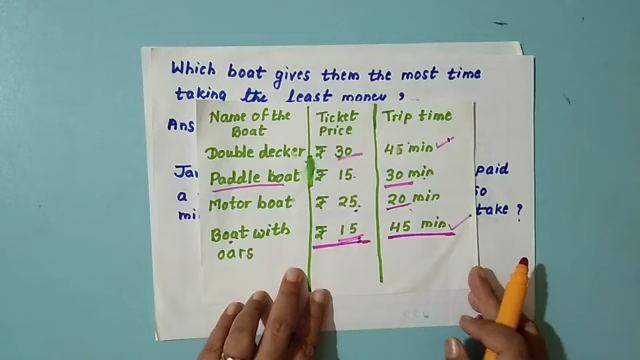 Which boat gives them the most time
taking the least money,
Name of the Boat Ticket Price Trip time
Double decker ₹ 30 45 min
Paddle boat ₹ 15. 30 min
Motor boat ₹ 25. 20 min
Boat with oars ₹ 15 45 min
Ans
Jan
paid
a
so
mi
take ?